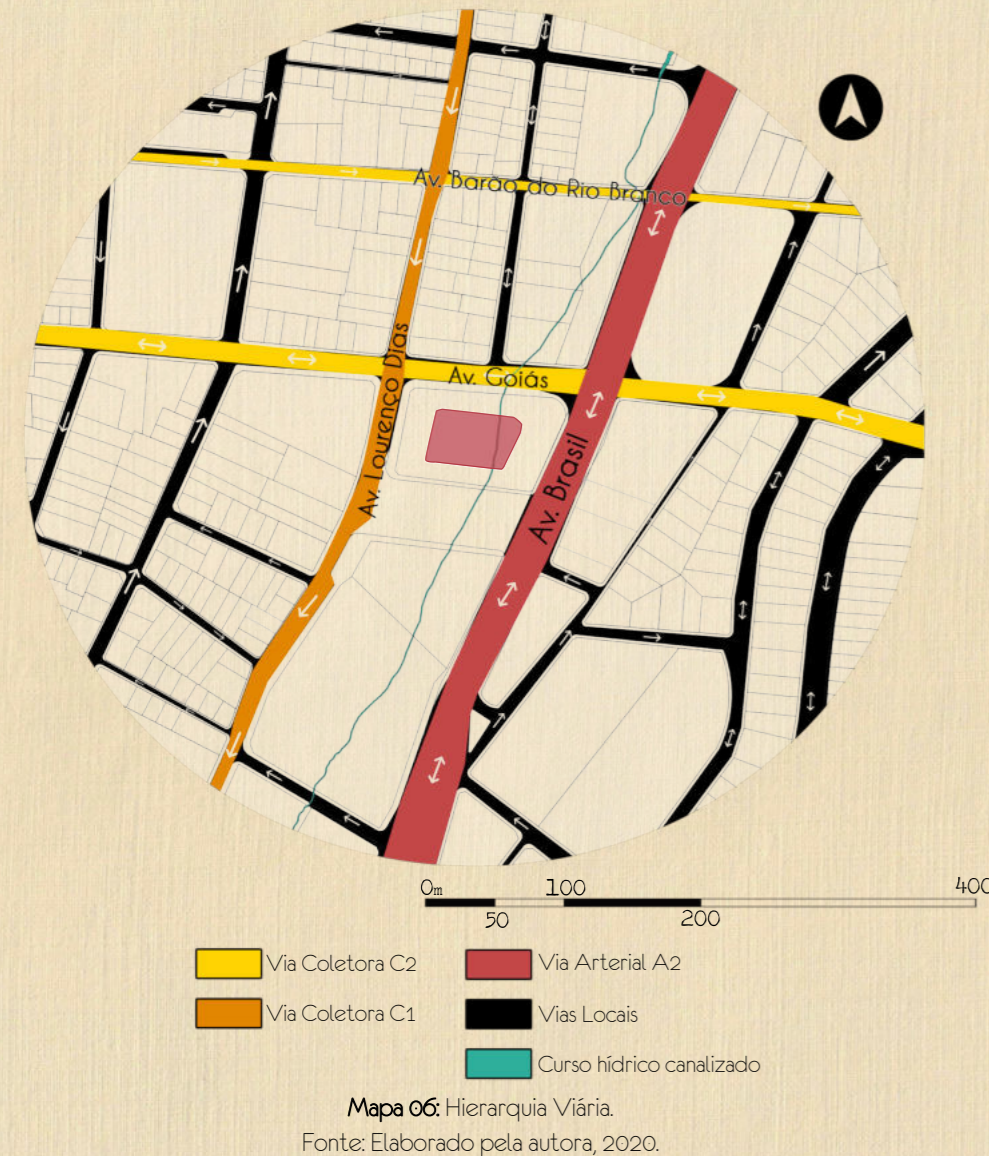 Av. Barão do Rio Branco
Av. Lourenço Dias
Av. Goiás
Av. Brasil
0m 100 400
50 200
Via Coletora C2 Via Arterial A2
Via Coletora C1 Vias Locais
Curso hídrico canalizado
Mapa 06: Hierarquia Viária.
Fonte: Elaborado pela autora, 2020.